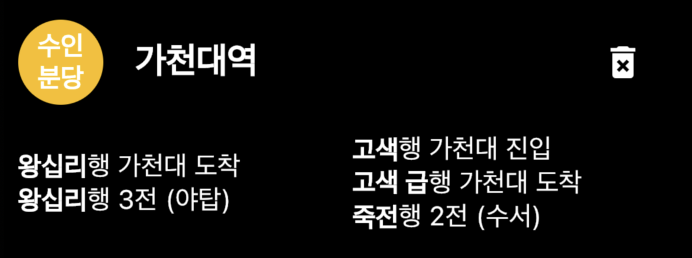 수인
분당
가천대역
왕십리행 가천대 도착
왕십리행 3전 (야탑)
고색행 가천대 진입
고색 급행 가천대 도착
죽전행 2전 (수서)